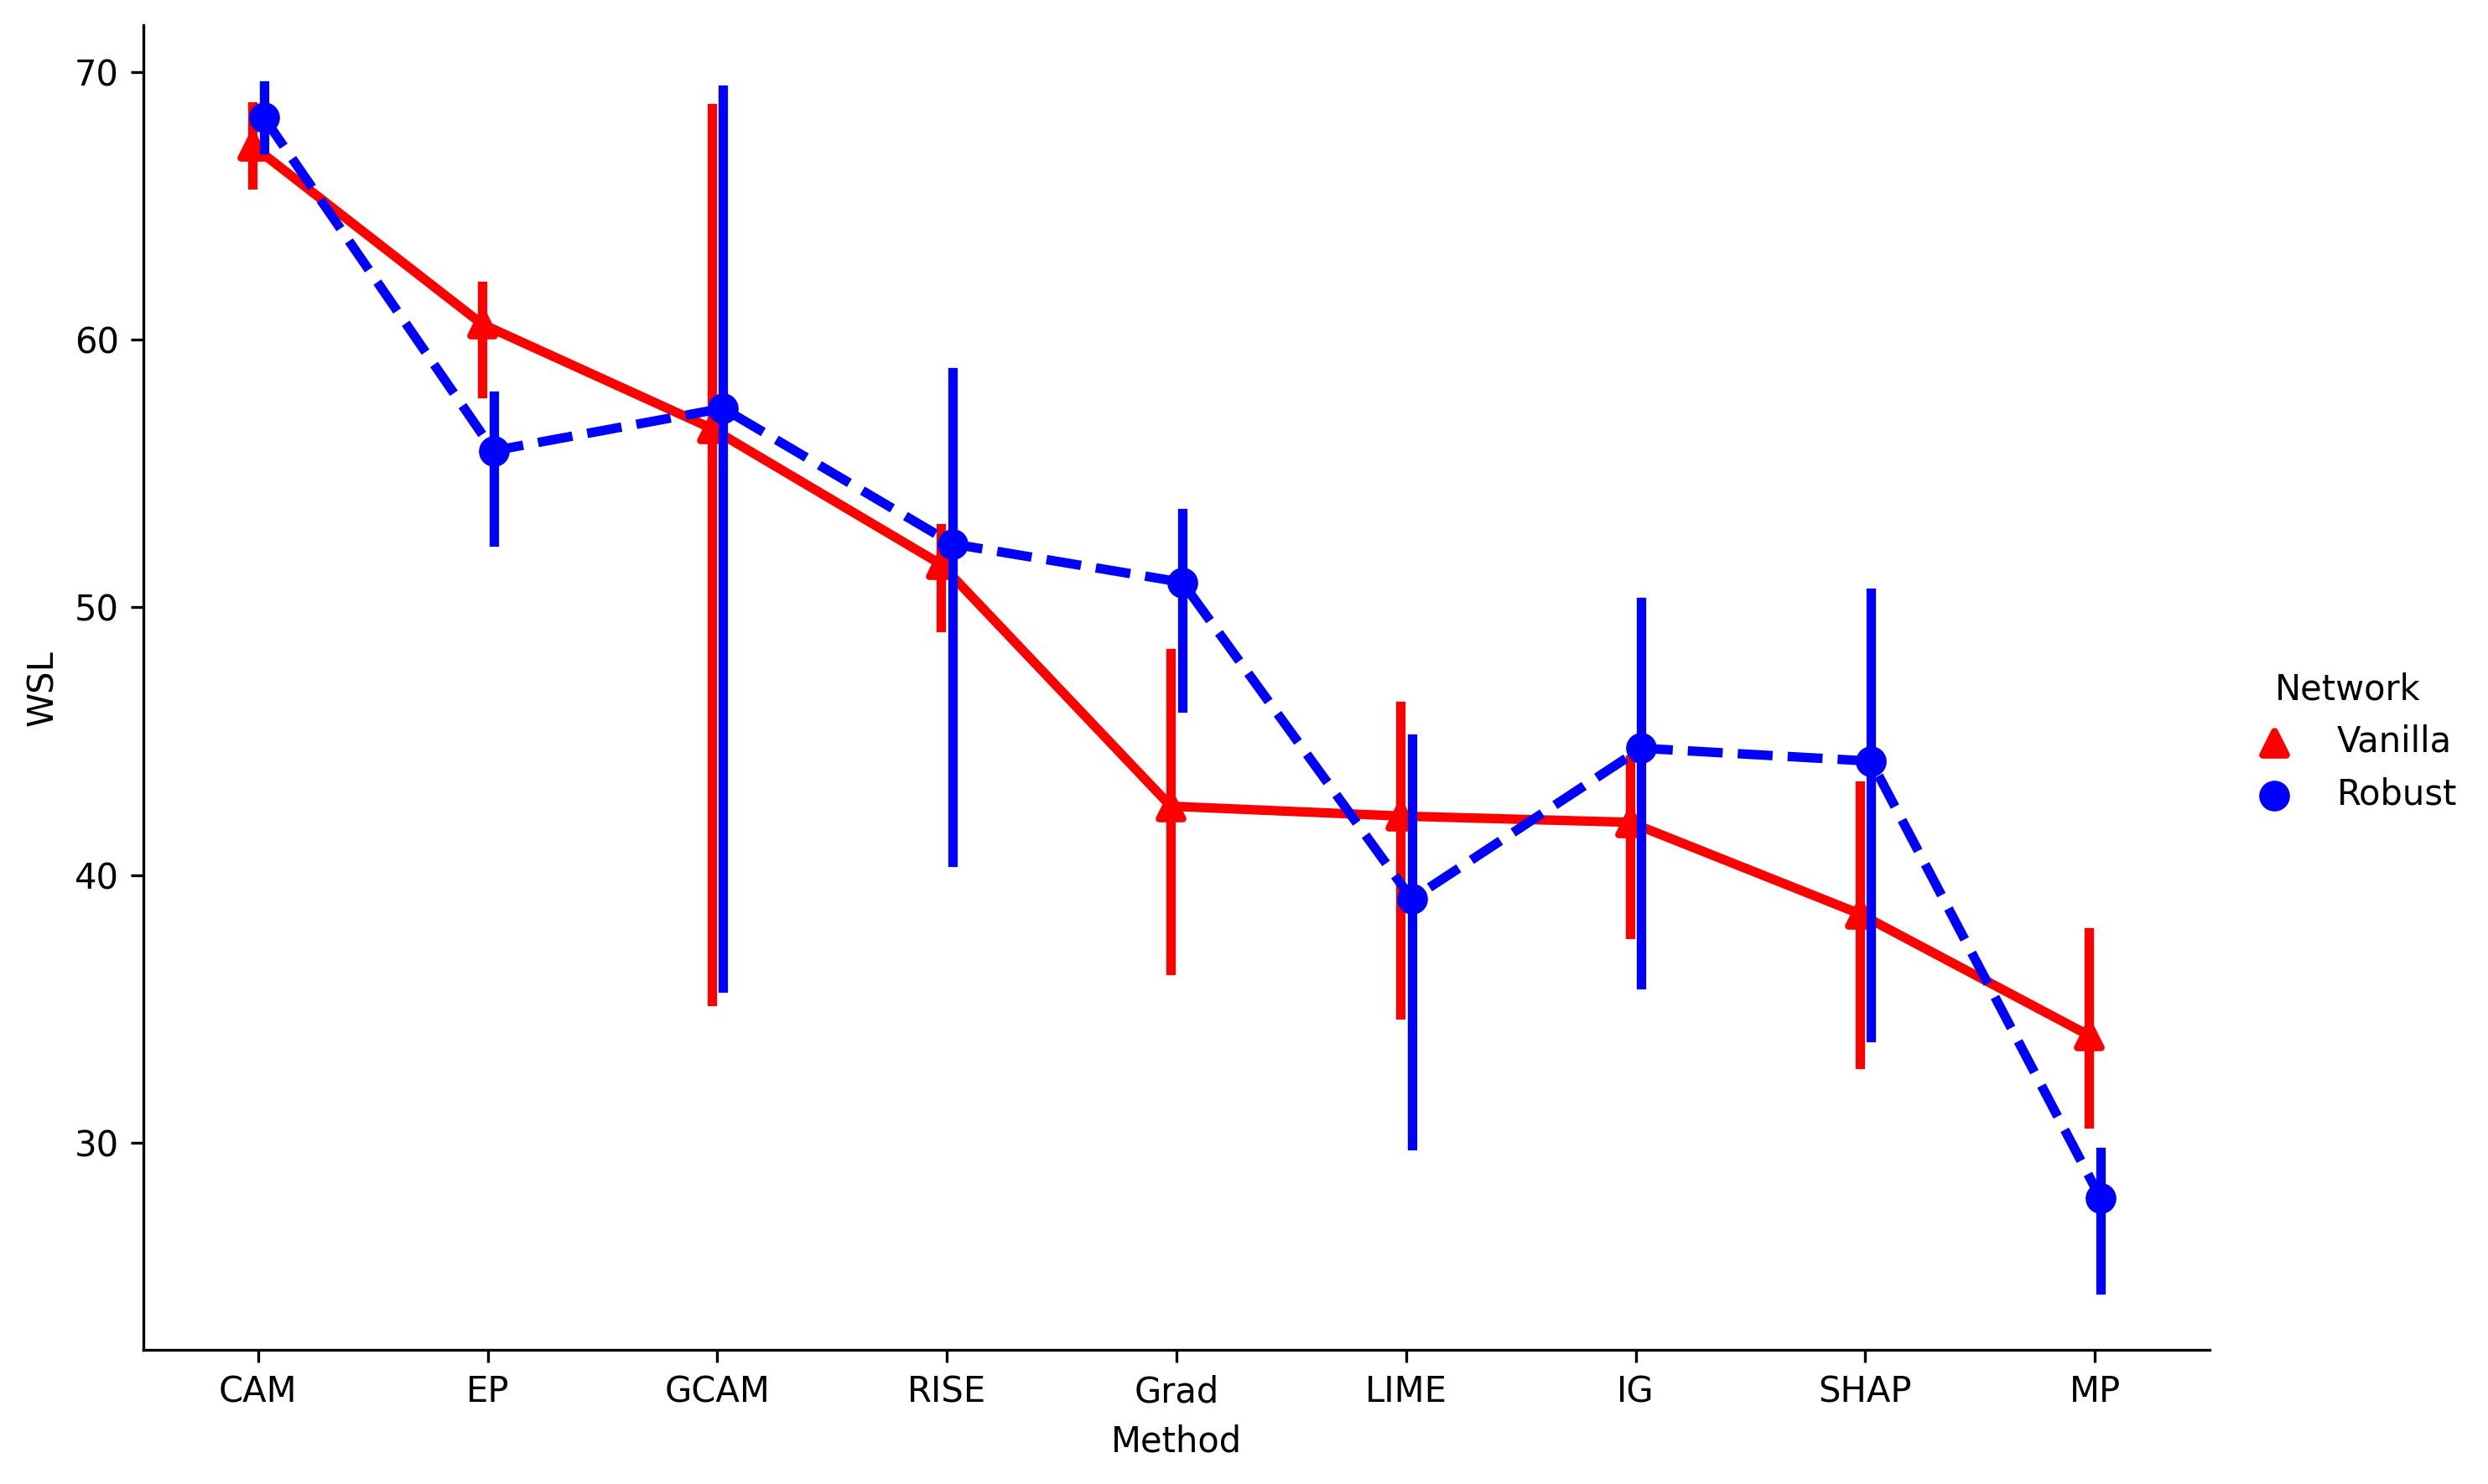 WSL
70
60
50
40
30
CAM EP GCAM RISE Grad LIME IG SHAP MP
Method
Network
Vanilla
Robust